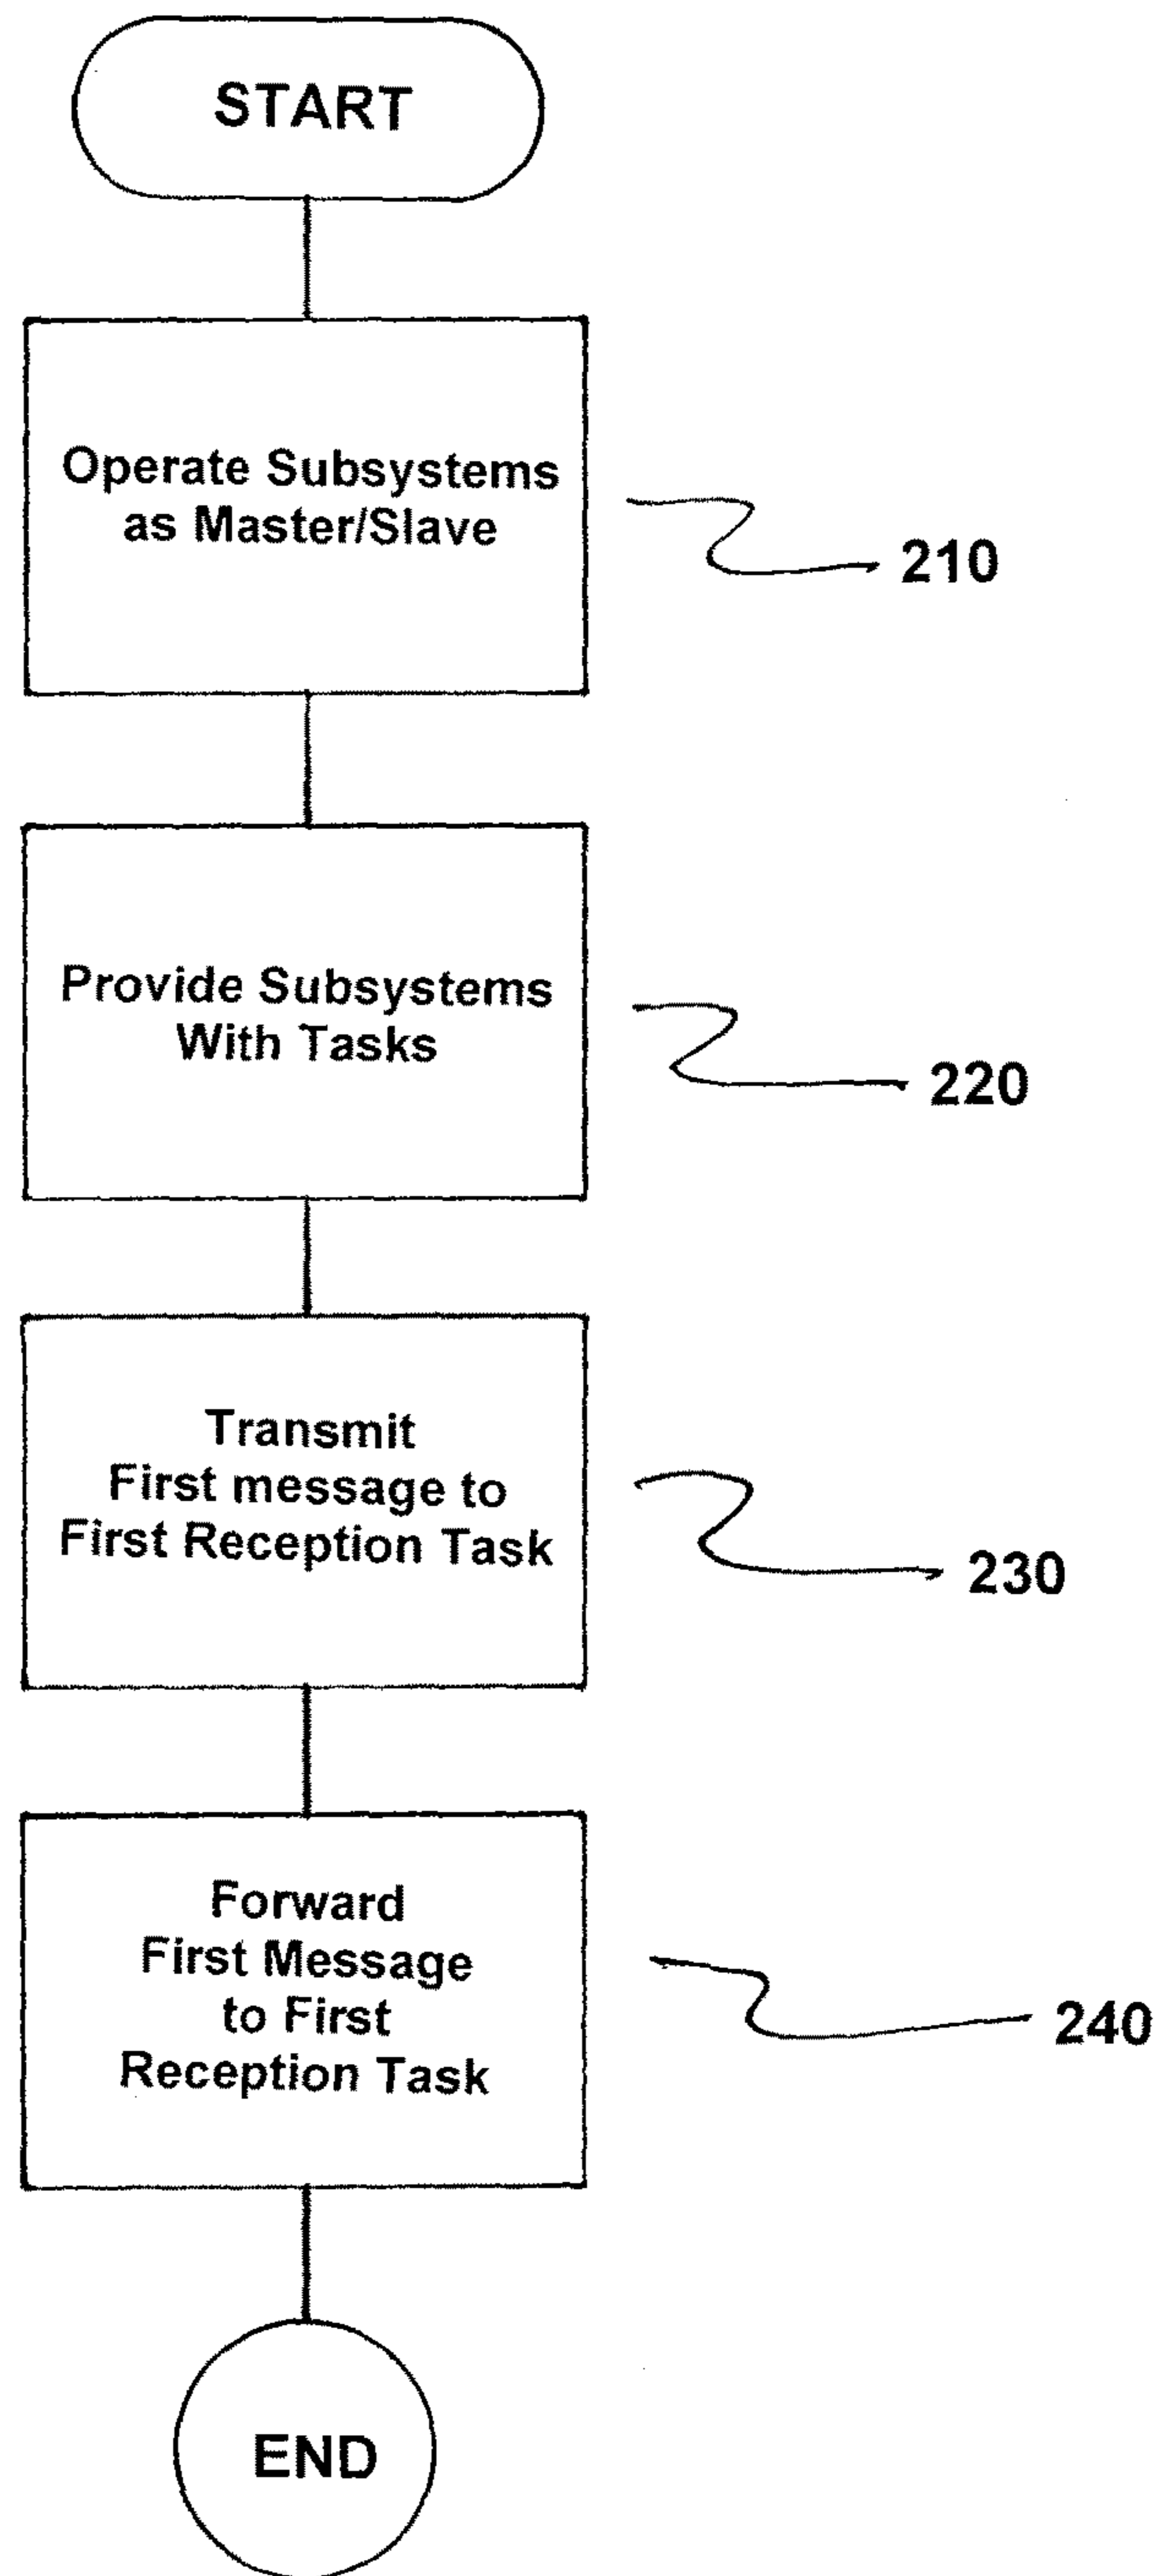 START
Operate Subsystems
as Master/Slave
210
Provide Subsystems
With Tasks
220
Transmit
First message to
First Reception Task
230
Forward
First Message
to First
Reception Task
240
END